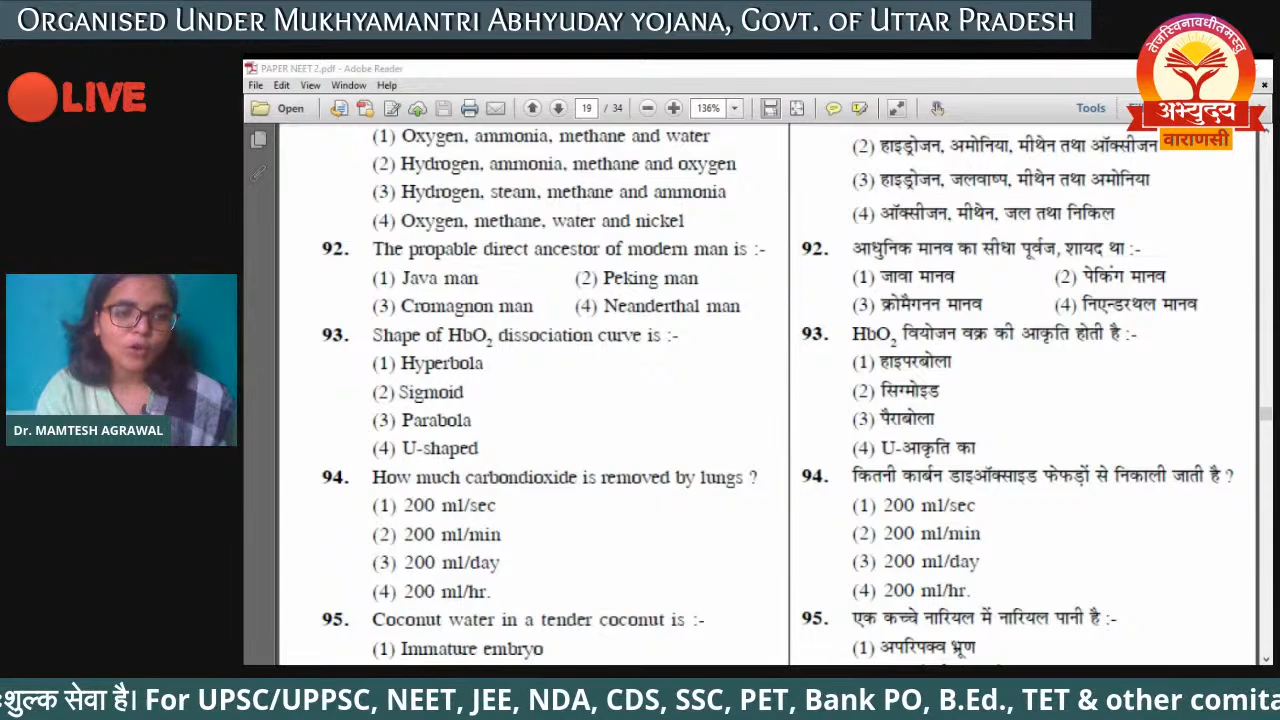 ORGANISED UNDER MUKHYAMANTRI ABHYUDAY YOJANA, GOVT. OF UTTAR PRADESH
तेजस्विनावधीतमस्तु
अभ्युदय
वाराणसी
LIVE
PAPER NEET 2.pdf - Adobe Reader
File Edit View Window Help
Open 19 / 34 136% Tools
(1) Oxygen, ammonia, methane and water
(2) Hydrogen, ammonia, methane and oxygen
(3) Hydrogen, steam, methane and ammonia
(4) Oxygen, methane, water and nickel
92. The propable direct ancestor of modern man is :-
(1) Java man (2) Peking man
(3) Cromagnon man (4) Neanderthal man
93. Shape of HbO2 dissociation curve is :-
(1) Hyperbola
(2) Sigmoid
(3) Parabola
(4) U-shaped
94. How much carbondioxide is removed by lungs ?
(1) 200 ml/sec
(2) 200 ml/min
(3) 200 ml/day
(4) 200 ml/hr.
95. Coconut water in a tender coconut is :-
(1) Immature embryo
(2) हाइड्रोजन, अमोनिया, मीथेन तथा ऑक्सीजन
(3) हाइड्रोजन, जलवाष्प, मीथेन तथा अमोनिया
(4) ऑक्सीजन, मीथेन, जल तथा निकिल
92. आधुनिक मानव का सीधा पूर्वज, शायद था :-
(1) जावा मानव (2) पेकिंग मानव
(3) क्रोमैगनन मानव (4) निएन्डरथल मानव
93. HbO2 वियोजन वक्र की आकृति होती है :-
(1) हाइपरबोला
(2) सिग्मोइड
(3) पैराबोला
(4) U-आकृति का
94. कितनी कार्बन डाइऑक्साइड फेफड़ों से निकाली जाती है ?
(1) 200 ml/sec
(2) 200 ml/min
(3) 200 ml/day
(4) 200 ml/hr.
95. एक कच्चे नारियल में नारियल पानी है :-
(1) अपरिपक्व भ्रूण
Dr. MAMTESH AGRAWAL
सेवा है। For UPSC/UPPSC, NEET, JEE, NDA, CDS, SSC, PET, Bank PO, B.Ed., TET & other